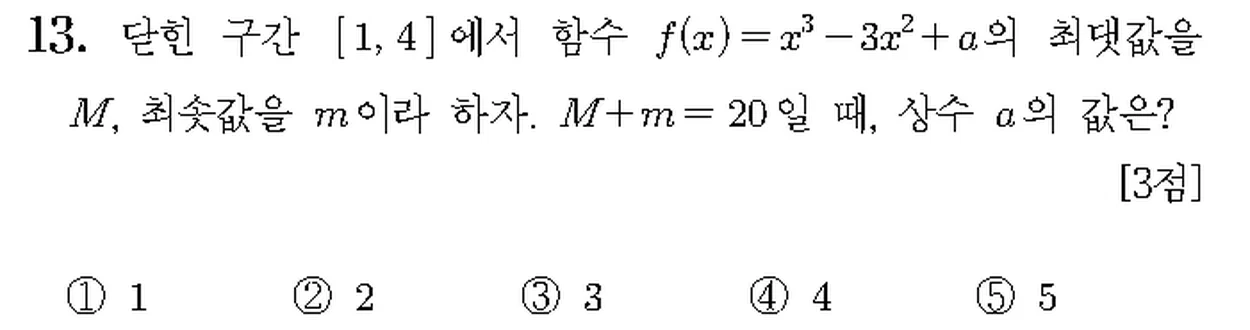 13. 닫힌 구간 [1, 4]에서 함수 f(x)=x³−3x²+a의 최댓값을
M, 최솟값을 m이라 하자. M+m=20일 때, 상수 a의 값은?
[3점]
① 1 ② 2 ③ 3 ④ 4 ⑤ 5